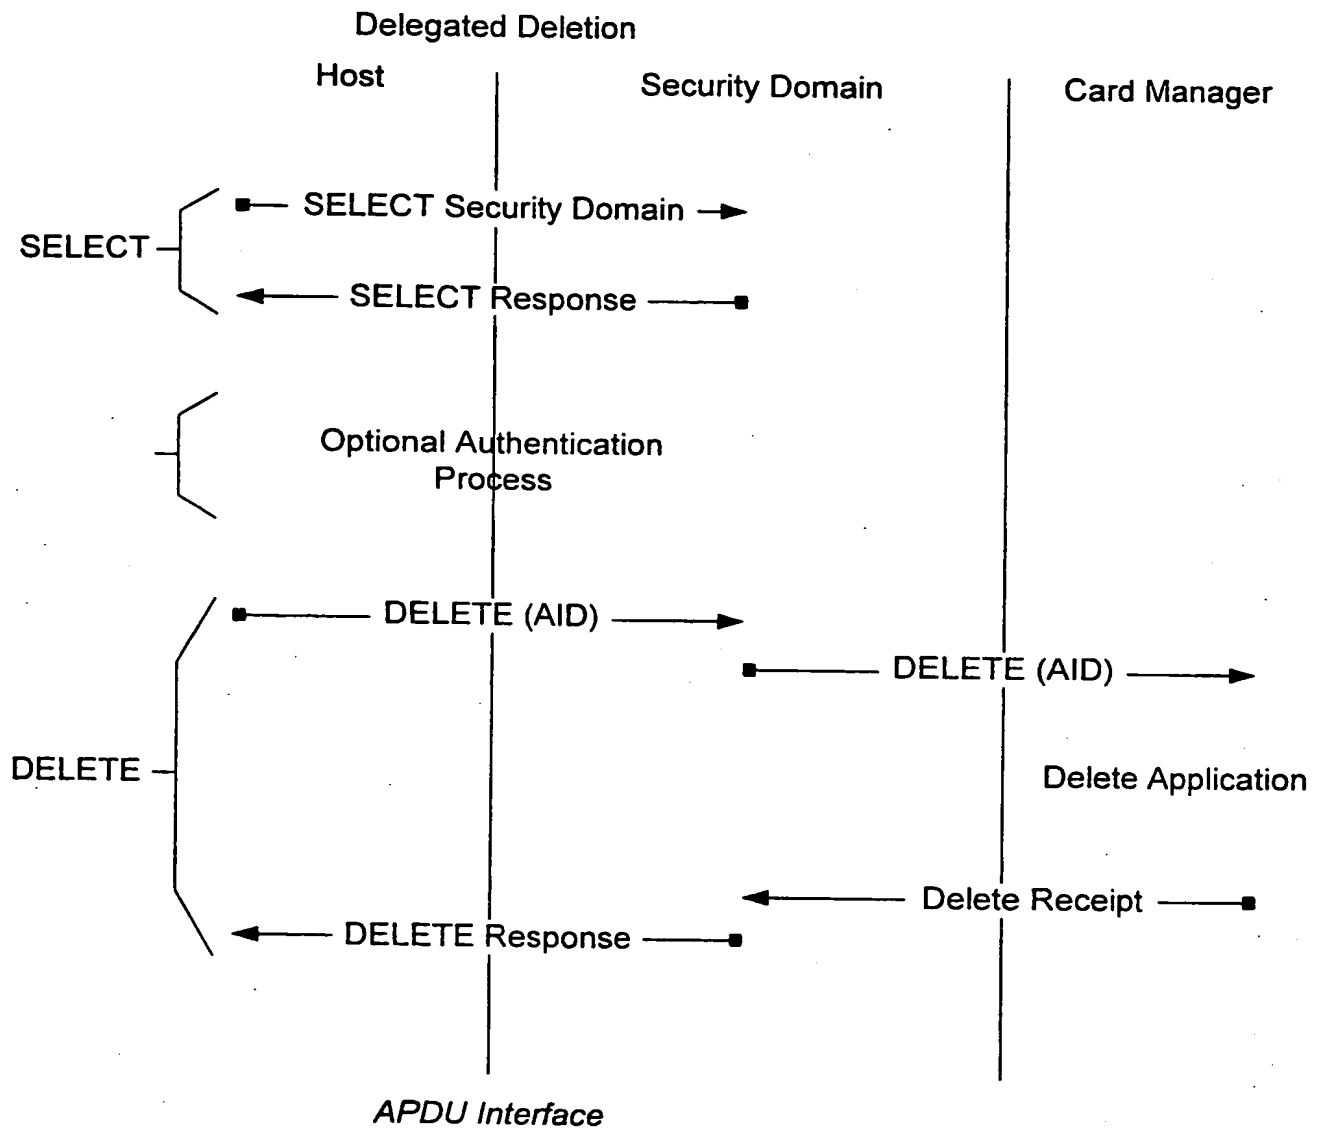 Delegated Deletion
Host
Security Domain
Card Manager
SELECT Security Domain
SELECT
SELECT Response
Optional Authentication
Process
DELETE (AID)
DELETE (AID)
DELETE
Delete Application
Delete Receipt
DELETE Response
APDU Interface